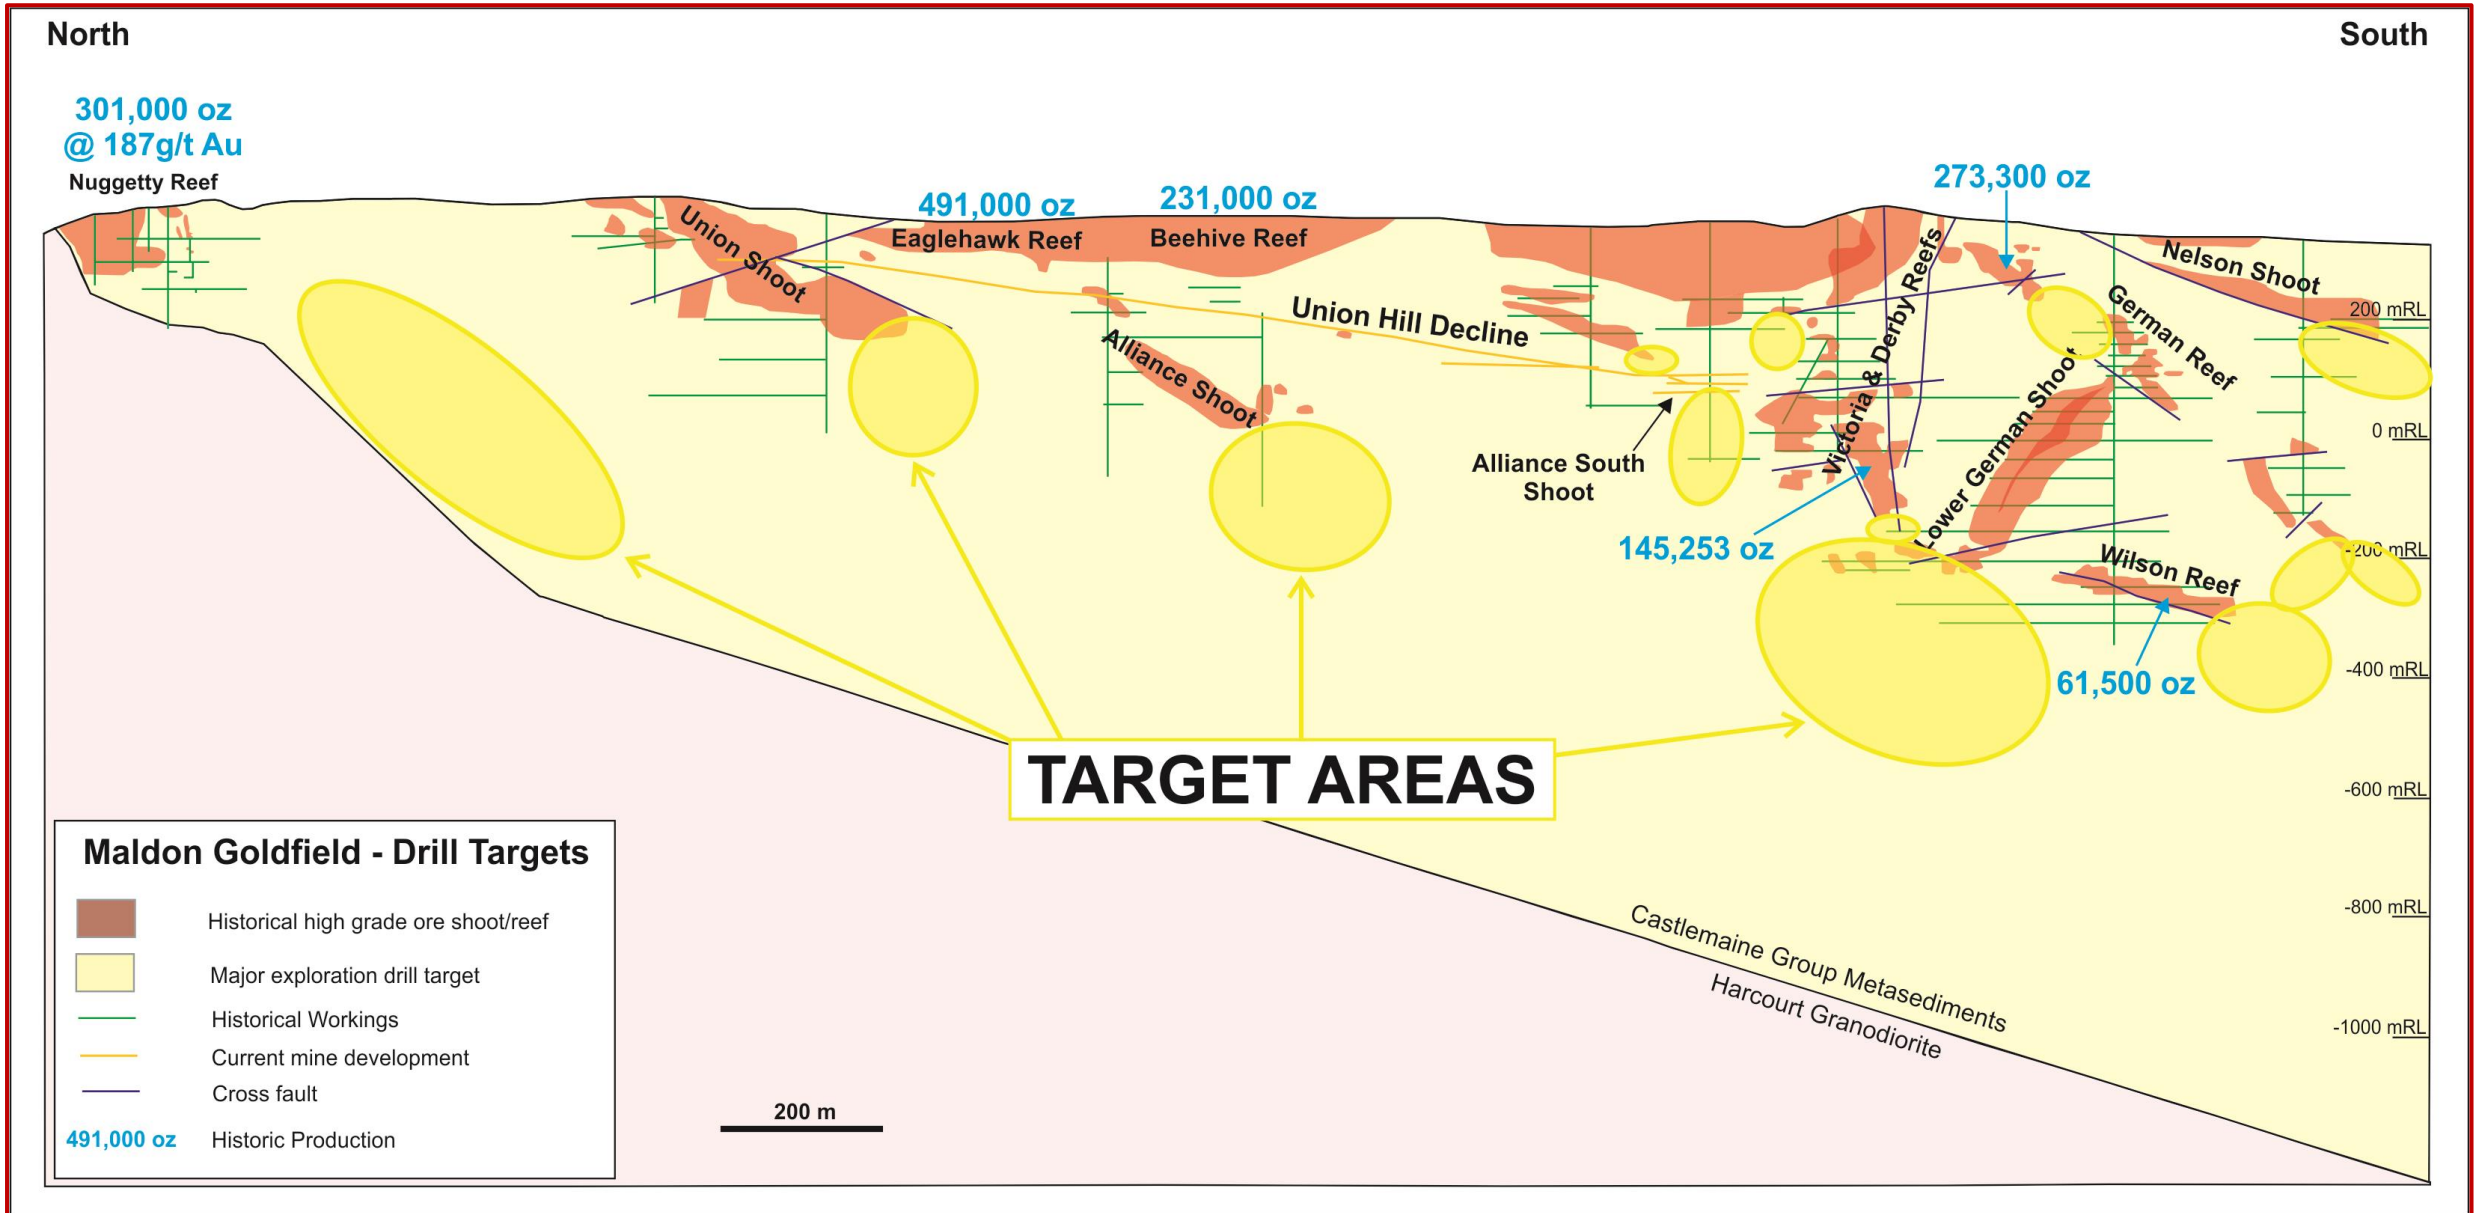 North
South
301,000 oz
@ 187g/t Au
Nuggetty Reef
491,000 oz
231,000 oz
273,300 oz
Eaglehawk Reef
Beehive Reef
Union Shoot
Union Hill Decline
Alliance Shoot
Alliance South
Shoot
Victoria & Derby Reefs
Lower German Shoot
German Reef
Nelson Shoot
Wilson Reef
145,253 oz
61,500 oz
200 mRL
0 mRL
-200 mRL
-400 mRL
-600 mRL
-800 mRL
-1000 mRL
TARGET AREAS
Castlemaine Group Metasediments
Harcourt Granodiorite
Maldon Goldfield - Drill Targets
Historical high grade ore shoot/reef
Major exploration drill target
Historical Workings
Current mine development
Cross fault
491,000 oz Historic Production
200 m